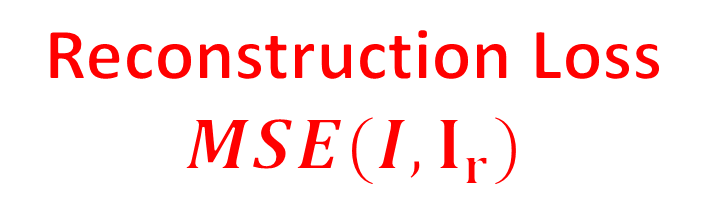 Reconstruction Loss
MSE(I, Iᵣ)